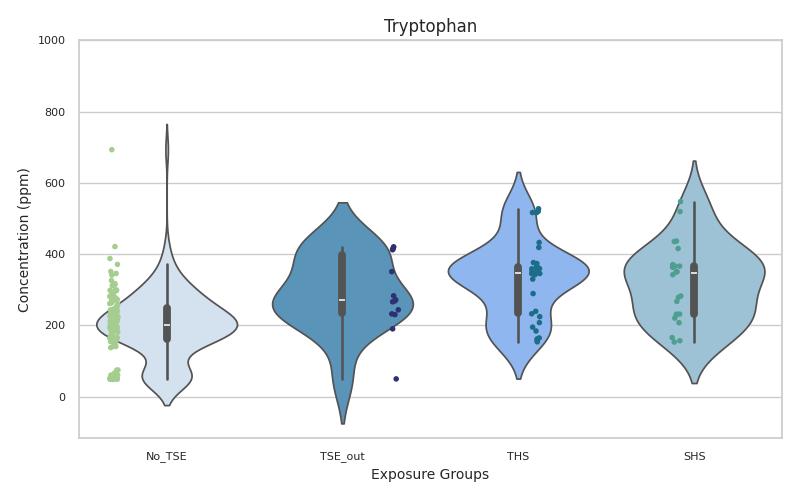 Tryptophan
1000
800
600
400
200
0
Concentration (ppm)
No_TSE
TSE_out
THS
SHS
Exposure Groups